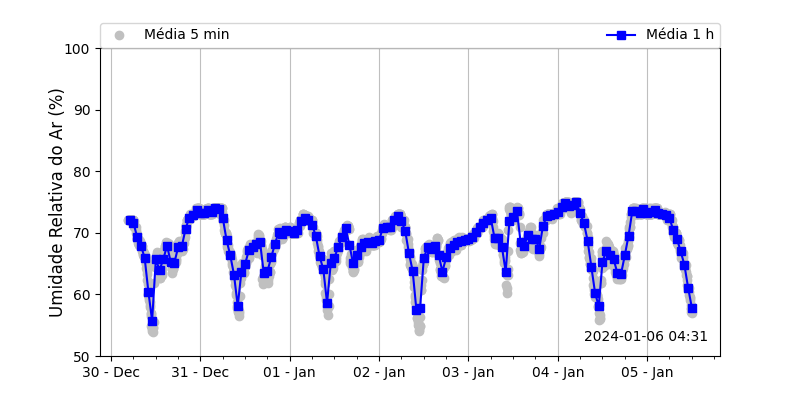 Média 5 min
Média 1 h
Umidade Relativa do Ar (%)
100
90
80
70
60
50
2024-01-06 04:31
30 - Dec
31 - Dec
01 - Jan
02 - Jan
03 - Jan
04 - Jan
05 - Jan